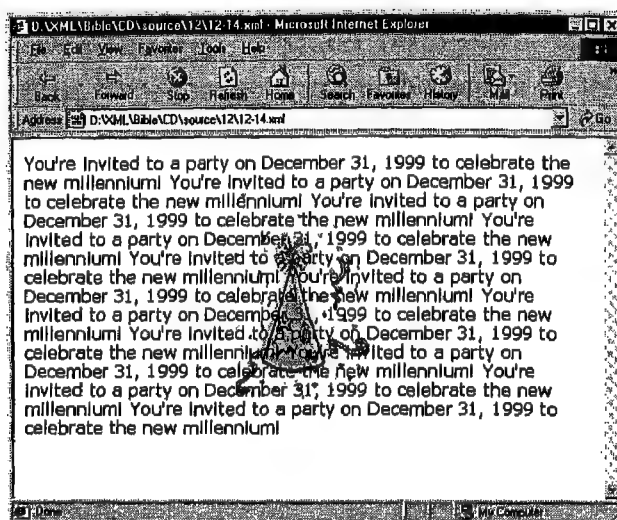 D:\XML\Bible\CD\source\12\12-14.xml - Microsoft Internet Explorer
File Edit View Favorites Tools Help
Back Forward Stop Refresh Home Search Favorites History Mail Print
Address D:\XML\Bible\CD\source\12\12-14.xml Go
You're invited to a party on December 31, 1999 to celebrate the
new millennium! You're invited to a party on December 31, 1999
to celebrate the new millennium! You're invited to a party on
December 31, 1999 to celebrate the new millennium! You're
invited to a party on December 31, 1999 to celebrate the new
millennium! You're invited to a party on December 31, 1999 to
celebrate the new millennium! You're invited to a party on
December 31, 1999 to celebrate the new millennium! You're
invited to a party on December 31, 1999 to celebrate the new
millennium! You're invited to a party on December 31, 1999 to
celebrate the new millennium! You're invited to a party on
December 31, 1999 to celebrate the new millennium! You're
invited to a party on December 31, 1999 to celebrate the new
millennium! You're invited to a party on December 31, 1999 to
celebrate the new millennium!
Done My Computer